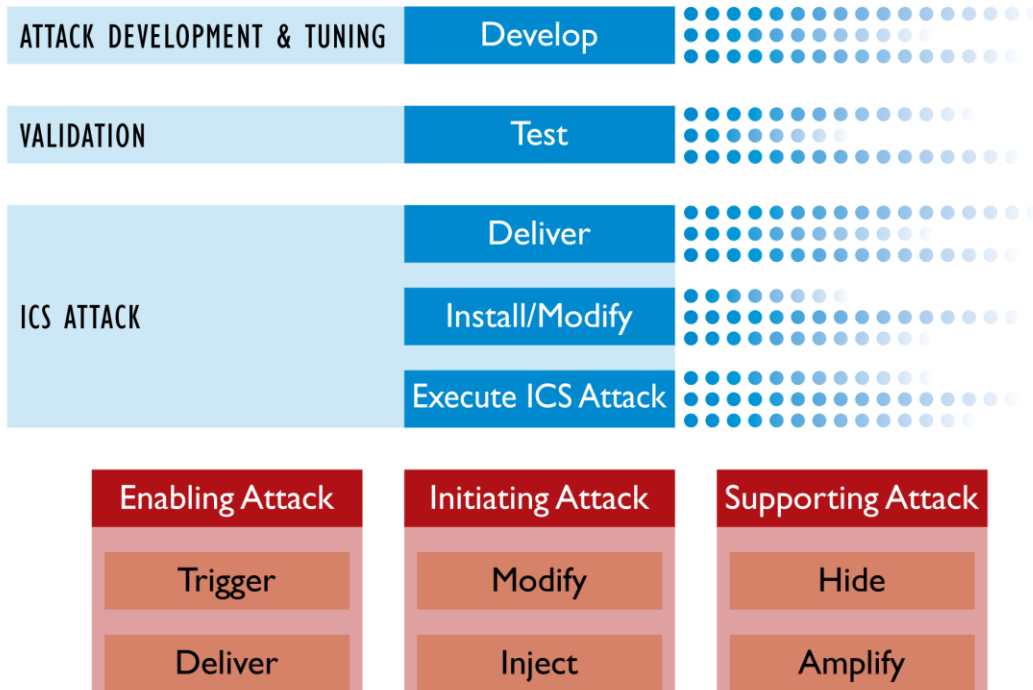 ATTACK DEVELOPMENT & TUNING
Develop
VALIDATION
Test
ICS ATTACK
Deliver
Install/Modify
Execute ICS Attack
Enabling Attack
Initiating Attack
Supporting Attack
Trigger
Modify
Hide
Deliver
Inject
Amplify